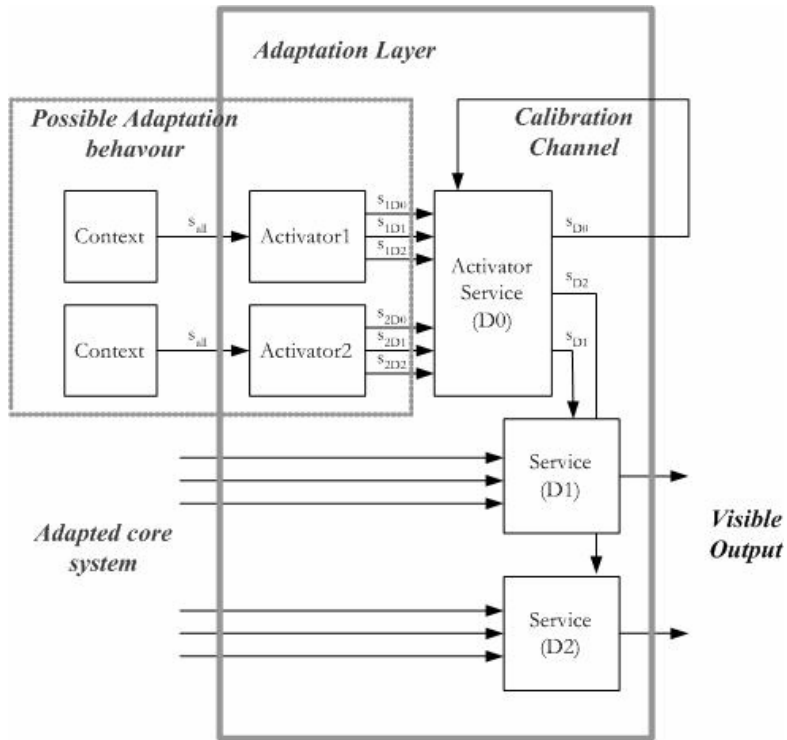 Adaptation Layer
Possible Adaptation
behavour
Calibration
Channel
Context
s_all
Activator1
s_1D0
s_1D1
s_1D2
Activator
Service
(D0)
s_D0
s_D2
s_D1
Context
s_all
Activator2
s_2D0
s_2D1
s_2D2
Service
(D1)
Adapted core
system
Visible
Output
Service
(D2)